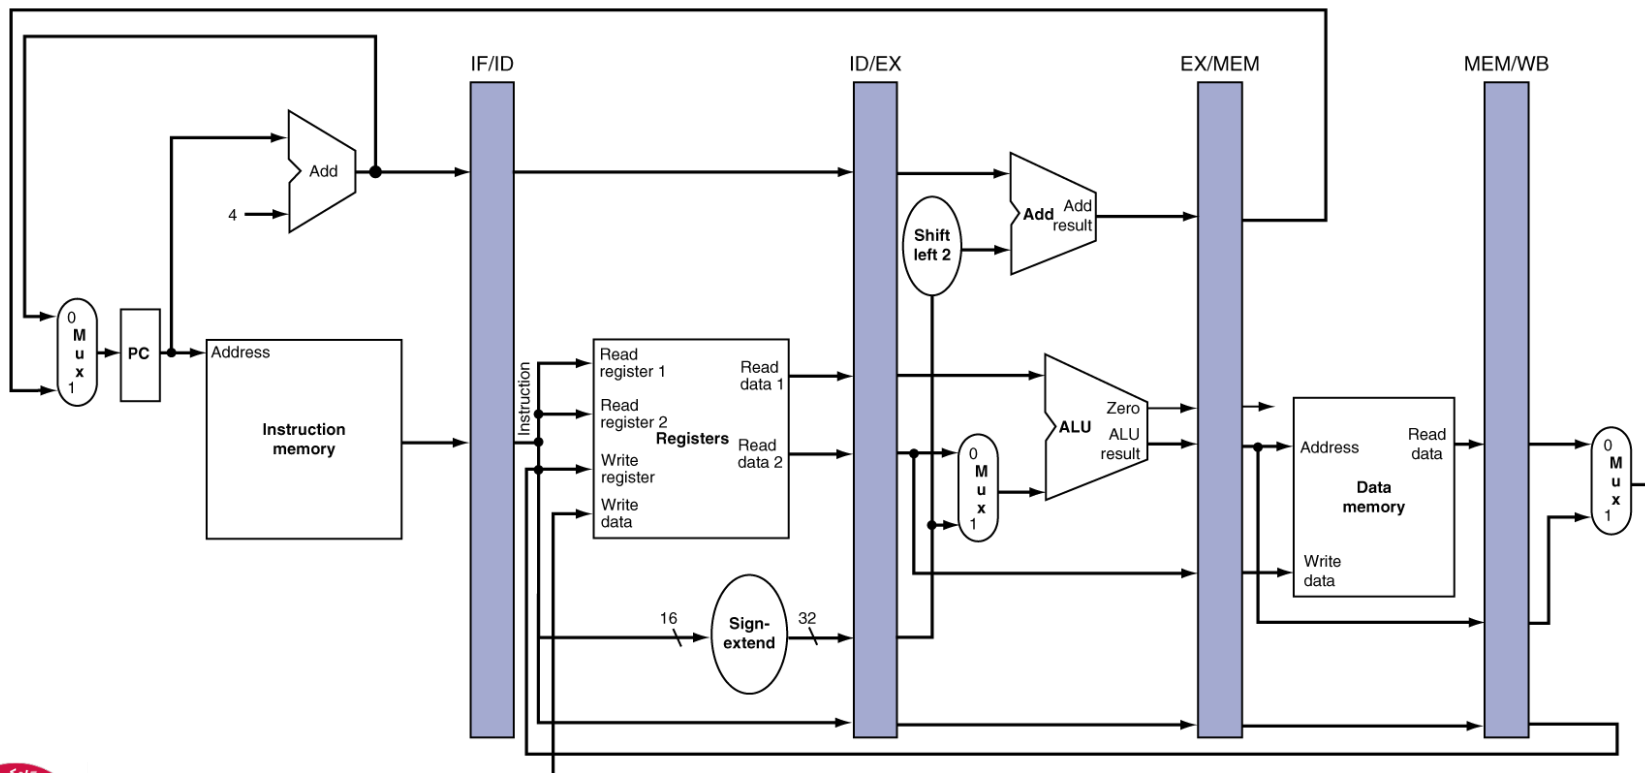 IF/ID
ID/EX
EX/MEM
MEM/WB
Add
4
0
M
u
x
1
PC
Address
Instruction
memory
Instruction
Read
register 1
Read
register 2
Write
register
Write
data
Registers
Read
data 1
Read
data 2
16
Sign-
extend
32
Shift
left 2
Add
Add
result
0
M
u
x
1
ALU
Zero
ALU
result
Address
Read
data
Data
memory
Write
data
0
M
u
x
1